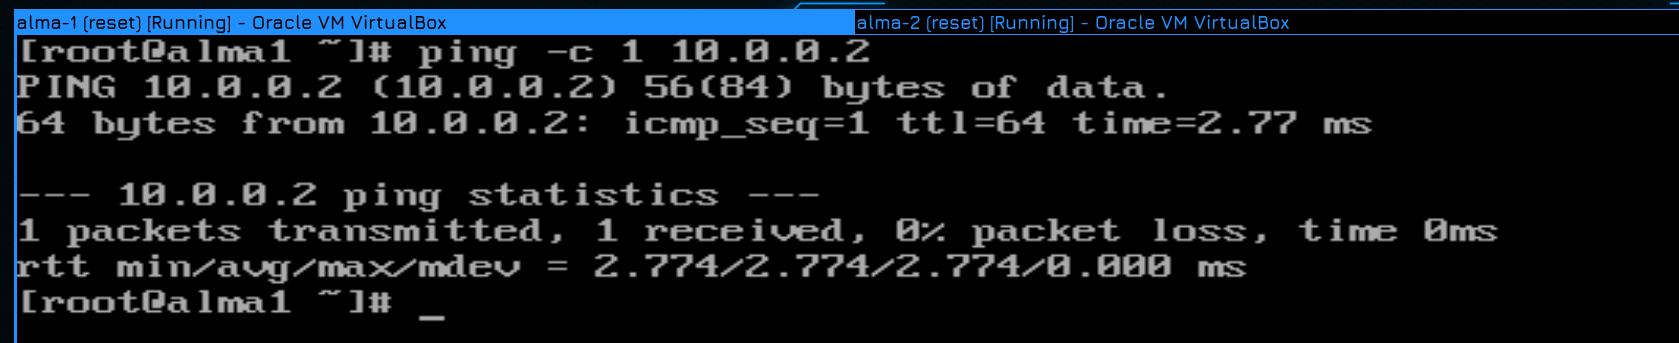 alma-1 (reset) [Running] - Oracle VM VirtualBox
alma-2 (reset) [Running] - Oracle VM VirtualBox
[root@alma1 ~]# ping -c 1 10.0.0.2
PING 10.0.0.2 (10.0.0.2) 56(84) bytes of data.
64 bytes from 10.0.0.2: icmp_seq=1 ttl=64 time=2.77 ms
--- 10.0.0.2 ping statistics ---
1 packets transmitted, 1 received, 0% packet loss, time 0ms
rtt min/avg/max/mdev = 2.774/2.774/2.774/0.000 ms
[root@alma1 ~]# _